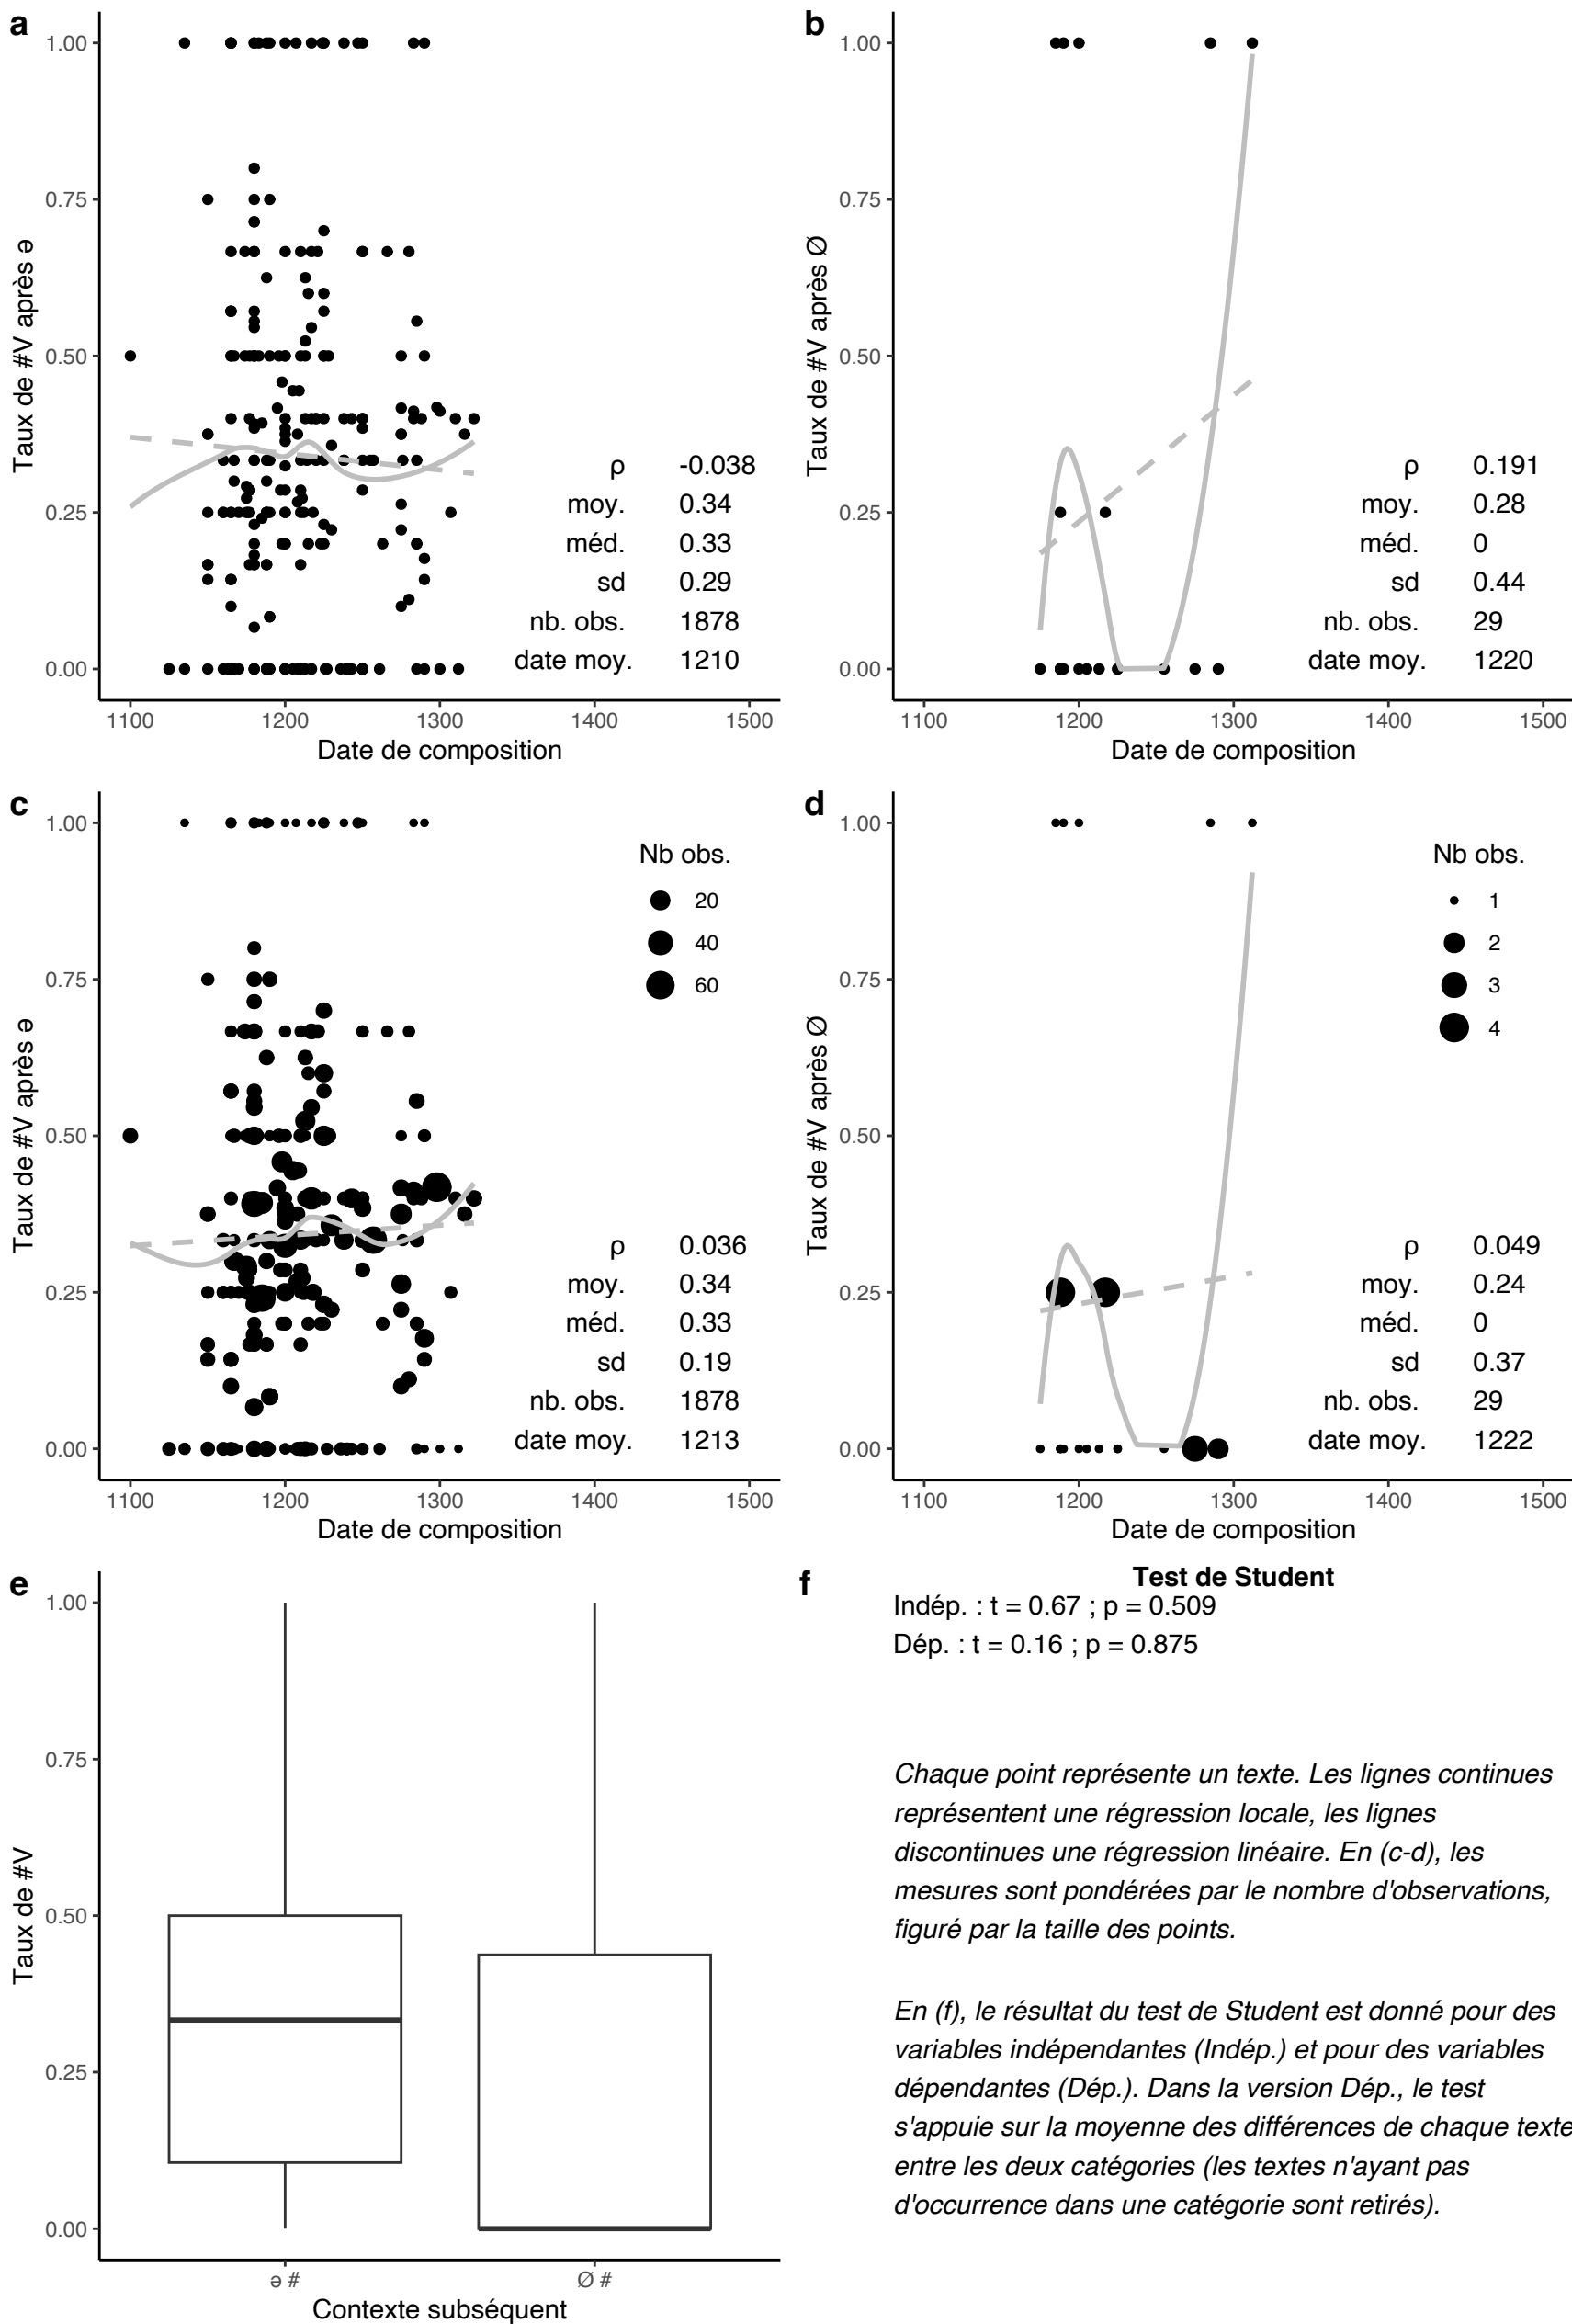 a
1.00
0.75
0.50
0.25
0.00
Taux de #V après ə
ρ -0.038
moy. 0.34
méd. 0.33
sd 0.29
nb. obs. 1878
date moy. 1210
1100 1200 1300 1400 1500
Date de composition
b
1.00
0.75
0.50
0.25
0.00
Taux de #V après Ø
ρ 0.191
moy. 0.28
méd. 0
sd 0.44
nb. obs. 29
date moy. 1220
1100 1200 1300 1400 1500
Date de composition
c
1.00
0.75
0.50
0.25
0.00
Taux de #V après ə
Nb obs.
20
40
60
ρ 0.036
moy. 0.34
méd. 0.33
sd 0.19
nb. obs. 1878
date moy. 1213
1100 1200 1300 1400 1500
Date de composition
d
1.00
0.75
0.50
0.25
0.00
Taux de #V après Ø
Nb obs.
1
2
3
4
ρ 0.049
moy. 0.24
méd. 0
sd 0.37
nb. obs. 29
date moy. 1222
1100 1200 1300 1400 1500
Date de composition
e
1.00
0.75
0.50
0.25
0.00
Taux de #V
ə # Ø #
Contexte subséquent
f
Test de Student
Indép. : t = 0.67 ; p = 0.509
Dép. : t = 0.16 ; p = 0.875
Chaque point représente un texte. Les lignes continues
représentent une régression locale, les lignes
discontinues une régression linéaire. En (c-d), les
mesures sont pondérées par le nombre d'observations,
figuré par la taille des points.
En (f), le résultat du test de Student est donné pour des
variables indépendantes (Indép.) et pour des variables
dépendantes (Dép.). Dans la version Dép., le test
s'appuie sur la moyenne des différences de chaque texte
entre les deux catégories (les textes n'ayant pas
d'occurrence dans une catégorie sont retirés).